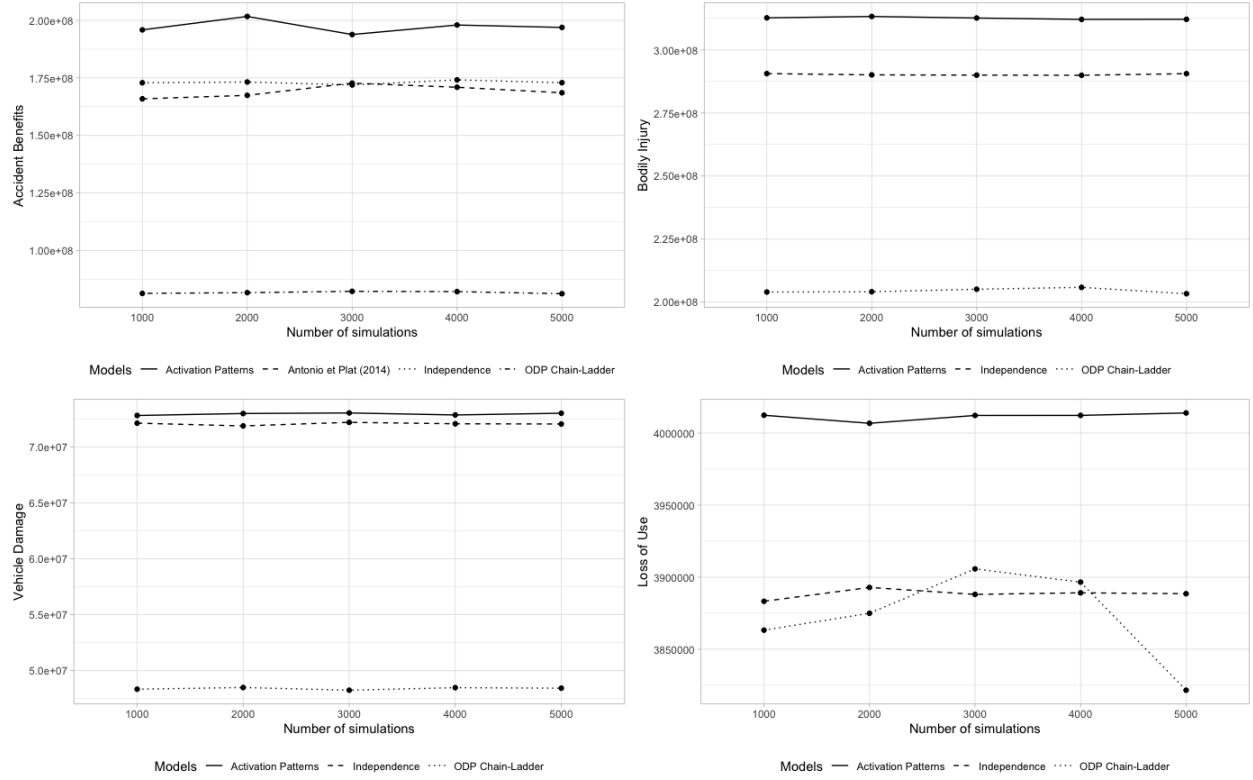 2.00e+08
1.75e+08
1.50e+08
1.25e+08
1.00e+08
Accident Benefits
1000 2000 3000 4000 5000
Number of simulations
Models Activation Patterns Antonio et Plat (2014) Independence ODP Chain-Ladder
3.00e+08
2.75e+08
2.50e+08
2.25e+08
2.00e+08
Bodily Injury
1000 2000 3000 4000 5000
Number of simulations
Models Activation Patterns Independence ODP Chain-Ladder
7.0e+07
6.5e+07
6.0e+07
5.5e+07
5.0e+07
Vehicle Damage
1000 2000 3000 4000 5000
Number of simulations
Models Activation Patterns Independence ODP Chain-Ladder
4000000
3950000
3900000
3850000
Loss of Use
1000 2000 3000 4000 5000
Number of simulations
Models Activation Patterns Independence ODP Chain-Ladder